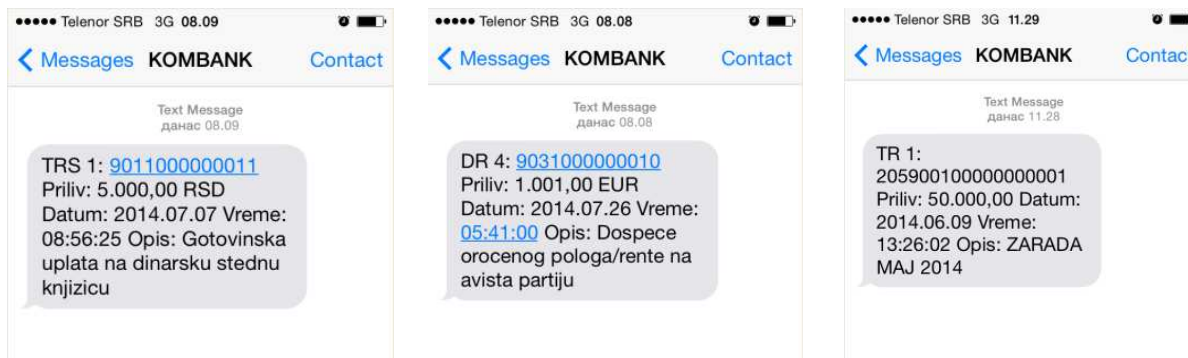 ●●●●● Telenor SRB 3G 08.09
Messages KOMBANK Contact
Text Message
данас 08.09
TRS 1: 9011000000011
Priliv: 5.000,00 RSD
Datum: 2014.07.07 Vreme:
08:56:25 Opis: Gotovinska
uplata na dinarsku stednu
knjizicu
●●●●● Telenor SRB 3G 08.08
Messages KOMBANK Contact
Text Message
данас 08.08
DR 4: 9031000000010
Priliv: 1.001,00 EUR
Datum: 2014.07.26 Vreme:
05:41:00 Opis: Dospece
orocenog pologa/rente na
avista partiju
●●●●● Telenor SRB 3G 11.29
Messages KOMBANK Contac
Text Message
данас 11.28
TR 1:
205900100000000001
Priliv: 50.000,00 Datum:
2014.06.09 Vreme:
13:26:02 Opis: ZARADA
MAJ 2014